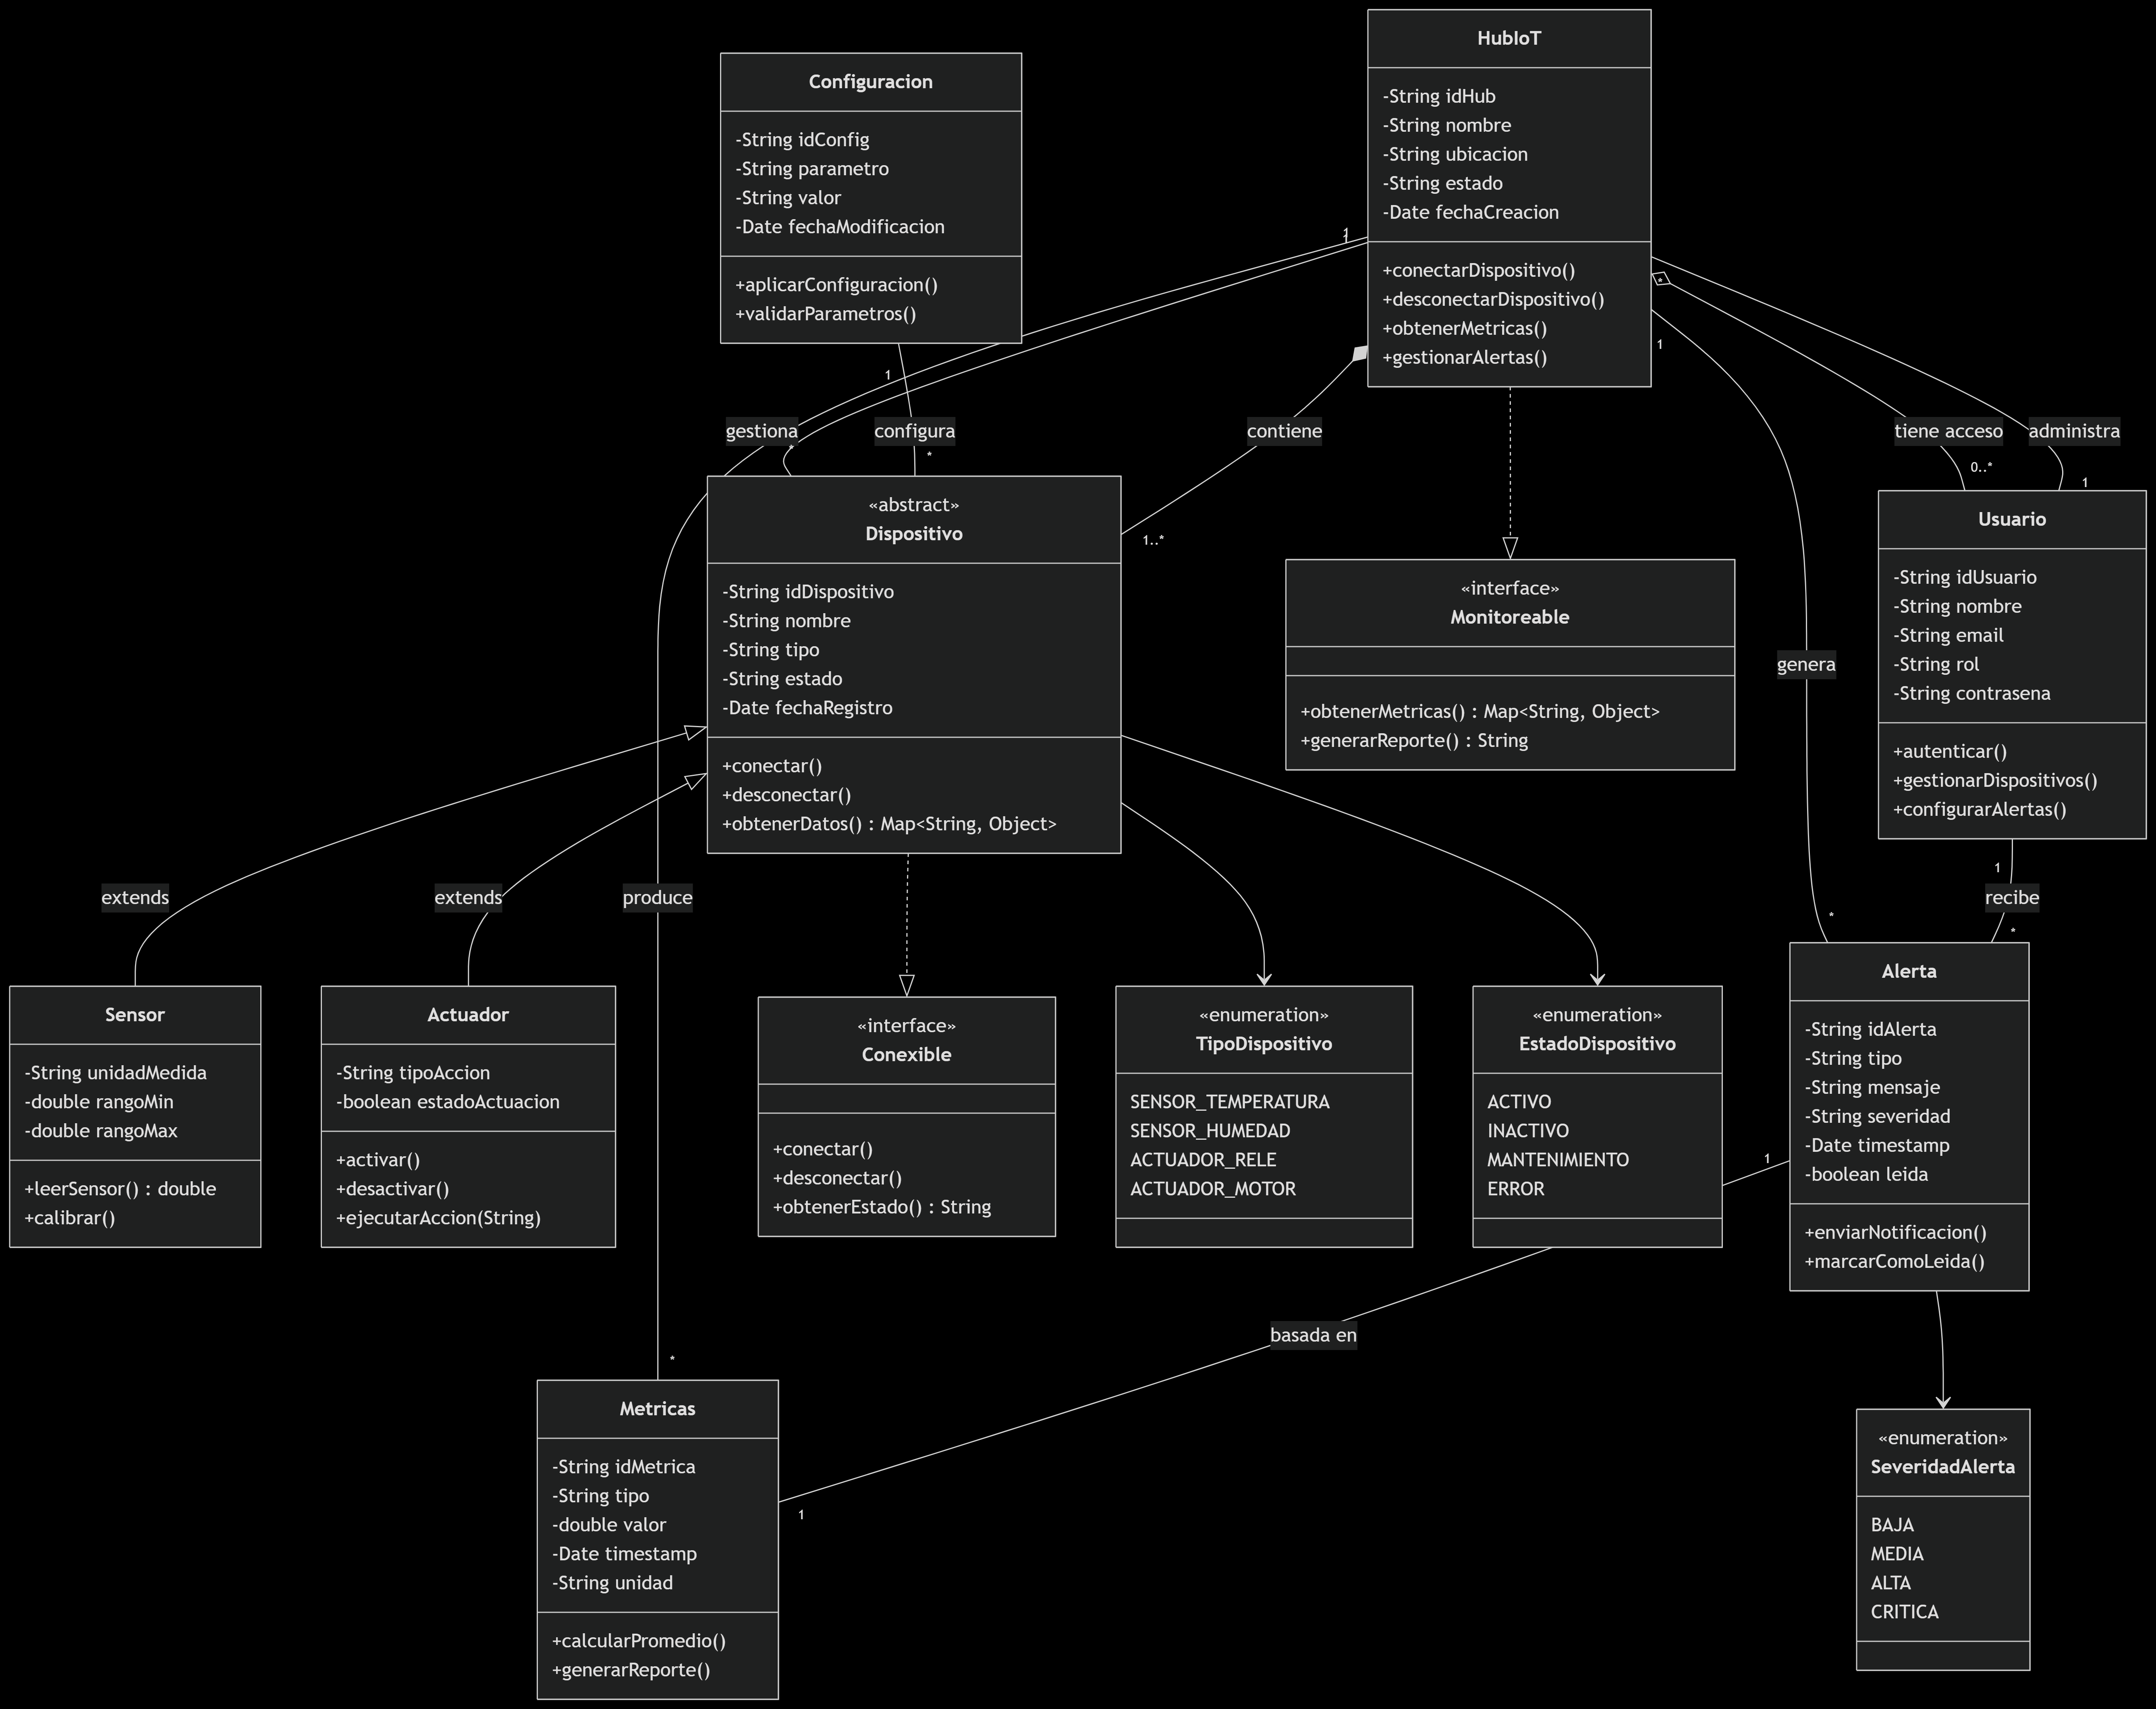 HubIoT
-String idHub
-String nombre
-String ubicacion
-String estado
-Date fechaCreacion
+conectarDispositivo()
+desconectarDispositivo()
+obtenerMetricas()
+gestionarAlertas()
Configuracion
-String idConfig
-String parametro
-String valor
-Date fechaModificacion
+aplicarConfiguracion()
+validarParametros()
1
1
*
1
1
gestiona
configura
contiene
tiene acceso
administra
*
*
0..*
1
1..*
«abstract»
Dispositivo
-String idDispositivo
-String nombre
-String tipo
-String estado
-Date fechaRegistro
+conectar()
+desconectar()
+obtenerDatos() : Map<String, Object>
«interface»
Monitoreable
+obtenerMetricas() : Map<String, Object>
+generarReporte() : String
genera
Usuario
-String idUsuario
-String nombre
-String email
-String rol
-String contrasena
+autenticar()
+gestionarDispositivos()
+configurarAlertas()
extends
extends
produce
1
recibe
*
*
Sensor
-String unidadMedida
-double rangoMin
-double rangoMax
+leerSensor() : double
+calibrar()
Actuador
-String tipoAccion
-boolean estadoActuacion
+activar()
+desactivar()
+ejecutarAccion(String)
«interface»
Conexible
+conectar()
+desconectar()
+obtenerEstado() : String
«enumeration»
TipoDispositivo
SENSOR_TEMPERATURA
SENSOR_HUMEDAD
ACTUADOR_RELE
ACTUADOR_MOTOR
«enumeration»
EstadoDispositivo
ACTIVO
INACTIVO
MANTENIMIENTO
ERROR
Alerta
-String idAlerta
-String tipo
-String mensaje
-String severidad
-Date timestamp
-boolean leida
+enviarNotificacion()
+marcarComoLeida()
1
basada en
*
1
Metricas
-String idMetrica
-String tipo
-double valor
-Date timestamp
-String unidad
+calcularPromedio()
+generarReporte()
«enumeration»
SeveridadAlerta
BAJA
MEDIA
ALTA
CRITICA